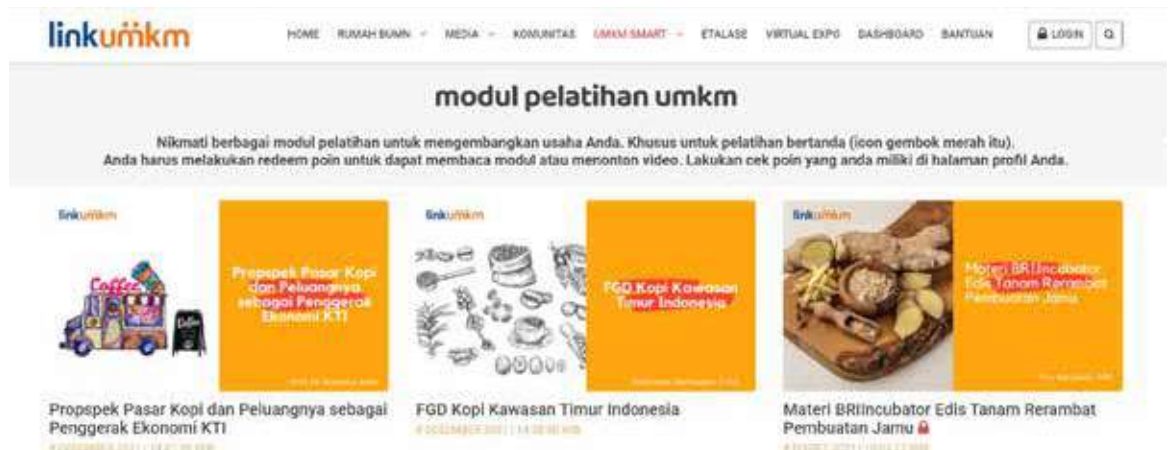 linkumkm
HOME RUMAH BUMN MEDIA KOMUNITAS UMKM SMART ETALASE VIRTUAL EXPO DASHBOARD BANTUAN LOGIN
modul pelatihan umkm
Nikmati berbagai modul pelatihan untuk mengembangkan usaha Anda. Khusus untuk pelatihan bertanda (icon gembok merah itu).
Anda harus melakukan redeem poin untuk dapat membaca modul atau menonton video. Lakukan cek poin yang anda miliki di halaman profil Anda.
linkumkm
Coffee
Propspek Pasar Kopi
dan Peluangnya
sebagai Penggerak
Ekonomi KTI
Propspek Pasar Kopi dan Peluangnya sebagai
Penggerak Ekonomi KTI
linkumkm
FGD Kopi Kawasan
Timur Indonesia
FGD Kopi Kawasan Timur Indonesia
linkumkm
Materi BRIIncubator
Edis Tanam Rerambat
Pembuatan Jamu
Materi BRIIncubator Edis Tanam Rerambat
Pembuatan Jamu